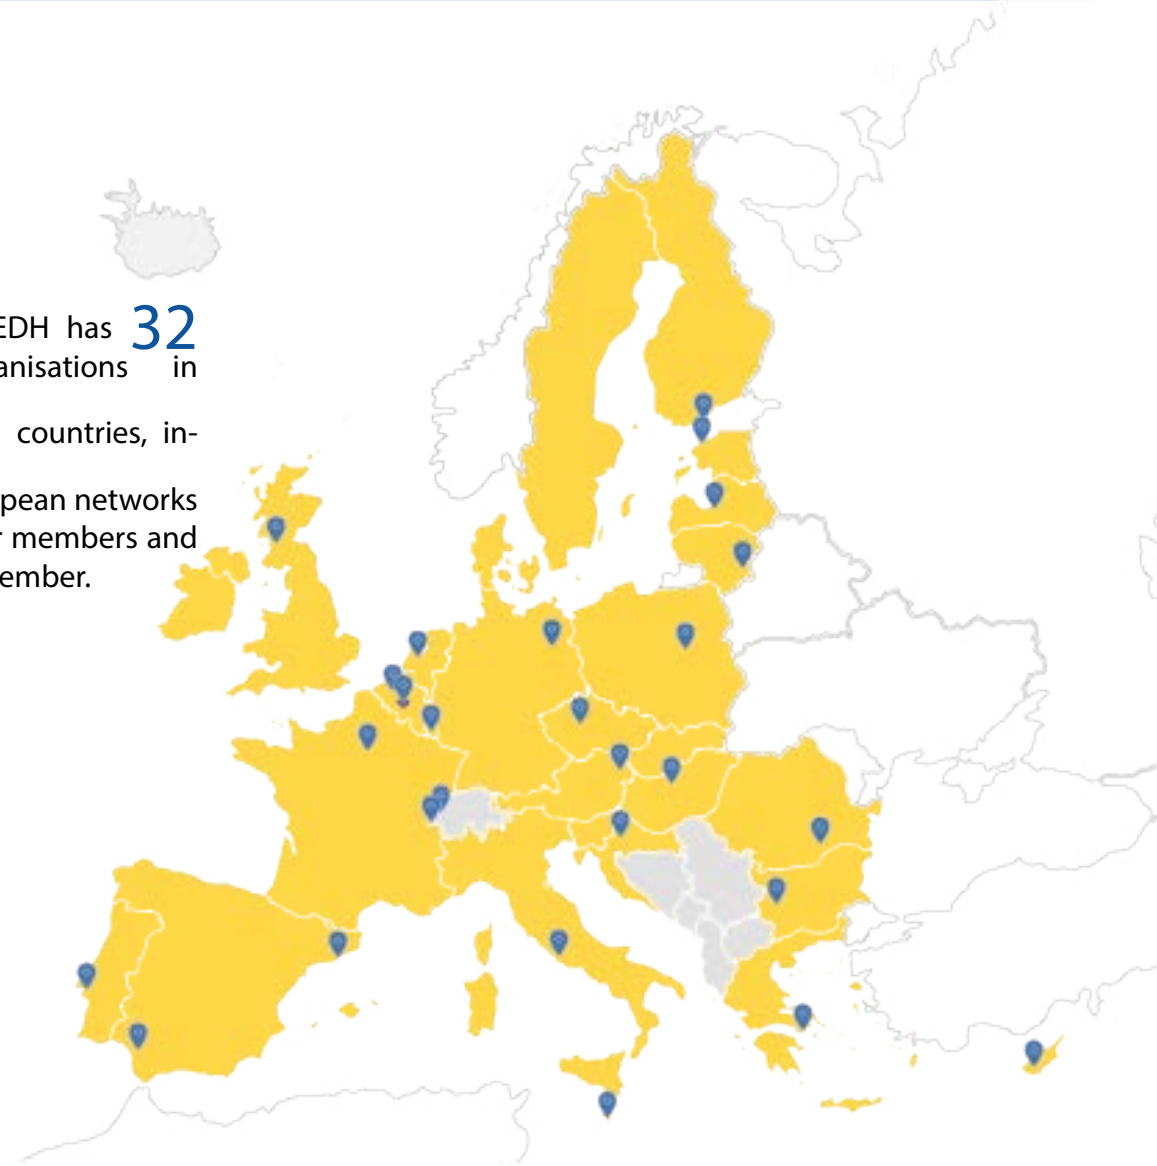 EDH has 32
anisations in
countries, in-
pean networks
r members and
ember.